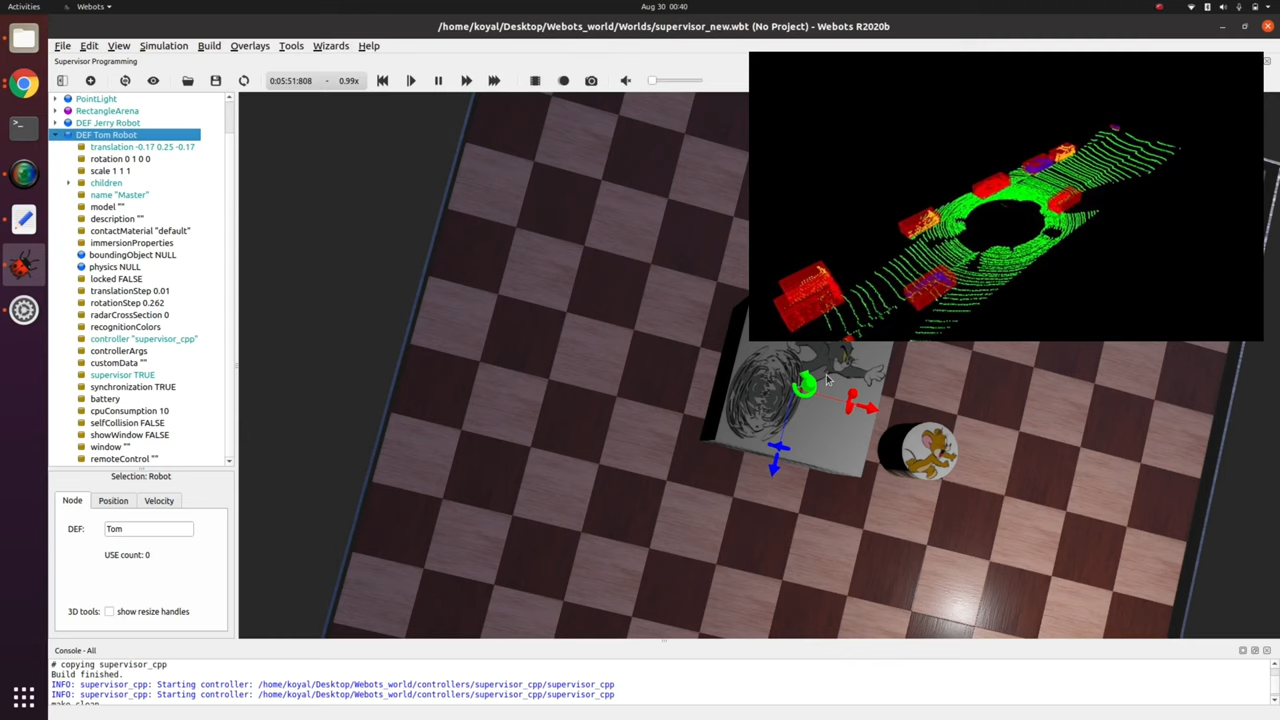 Activities
Webots
Aug 30 00:40
/home/koyal/Desktop/Webots_world/Worlds/supervisor_new.wbt (No Project) - Webots R2020b
File Edit View Simulation Build Overlays Tools Wizards Help
Supervisor Programming
0:05:51:808 - 0.99x
PointLight
RectangleArena
DEF Jerry Robot
DEF Tom Robot
translation -0.17 0.25 -0.17
rotation 0 1 0 0
scale 1 1 1
children
name "Master"
model ""
description ""
contactMaterial "default"
immersionProperties
boundingObject NULL
physics NULL
locked FALSE
translationStep 0.01
rotationStep 0.262
radarCrossSection 0
recognitionColors
controller "supervisor_cpp"
controllerArgs
customData ""
supervisor TRUE
synchronization TRUE
battery
cpuConsumption 10
selfCollision FALSE
showWindow FALSE
window ""
remoteControl ""
Selection: Robot
Node Position Velocity
DEF: Tom
USE count: 0
3D tools: show resize handles
Console - All
# copying supervisor_cpp
Build finished.
INFO: supervisor_cpp: Starting controller: /home/koyal/Desktop/Webots_world/controllers/supervisor_cpp/supervisor_cpp
INFO: supervisor_cpp: Starting controller: /home/koyal/Desktop/Webots_world/controllers/supervisor_cpp/supervisor_cpp
make clean